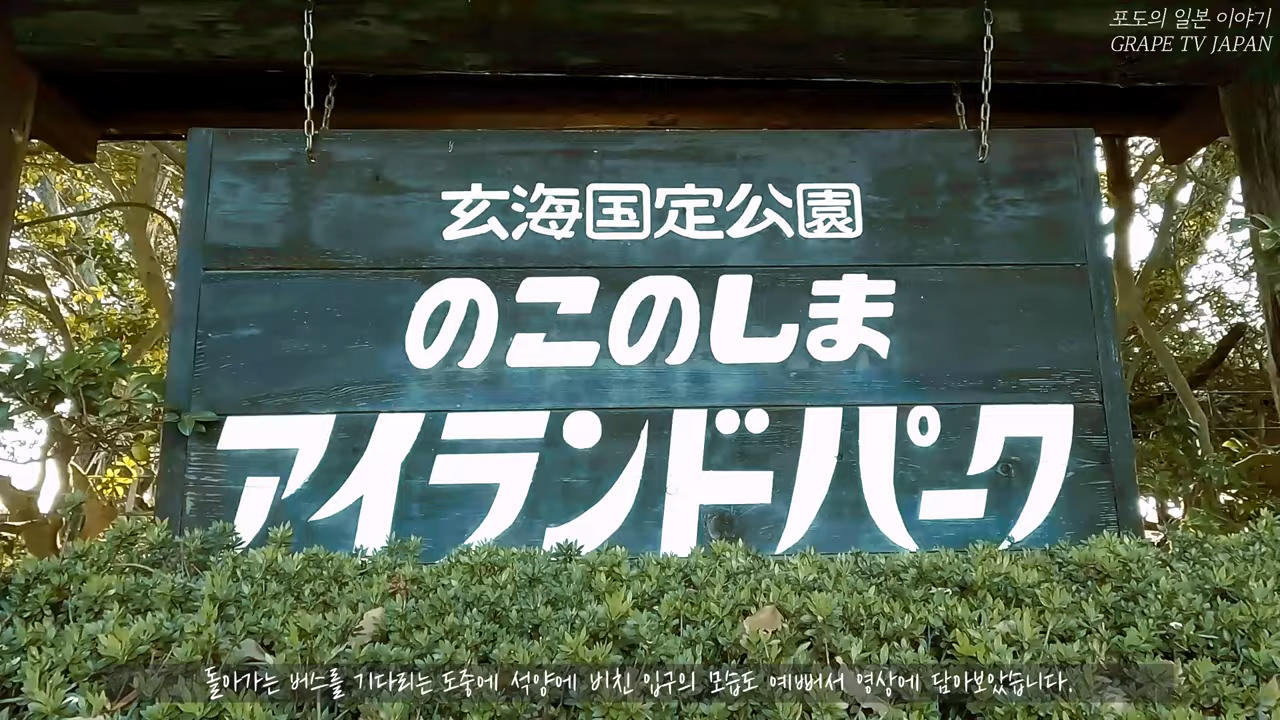 포도의 일본 이야기
GRAPE TV JAPAN
玄海国定公園
のこのしま
アイランドパーク
돌아가는 버스를 기다리는 도중에 석양에 비친 입구의 모습도 예뻐서 영상에 담아보았습니다.